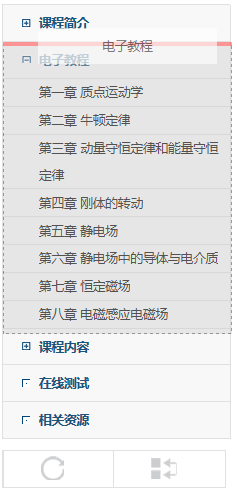 课程简介
电子教程
电子教程
第一章 质点运动学
第二章 牛顿定律
第三章 动量守恒定律和能量守恒
定律
第四章 刚体的转动
第五章 静电场
第六章 静电场中的导体与电介质
第七章 恒定磁场
第八章 电磁感应电磁场
课程内容
在线测试
相关资源